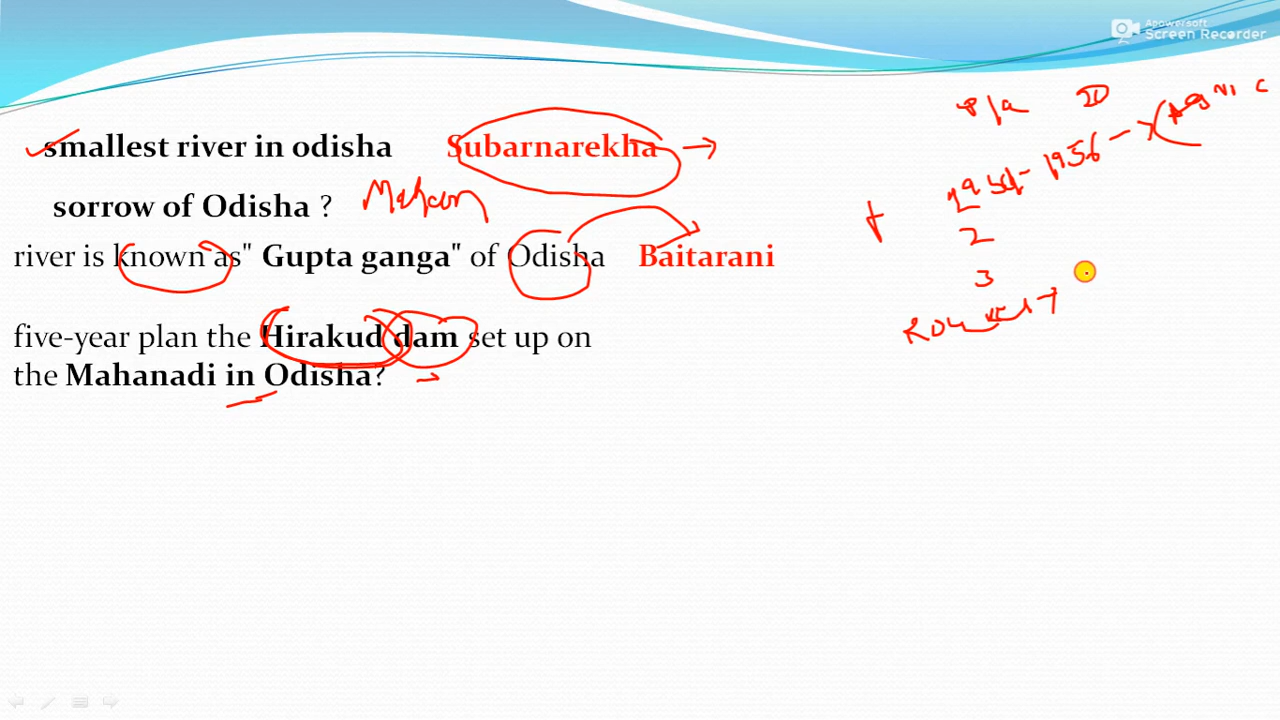 Apowersoft
Screen Recorder
smallest river in odisha Subarnarekha →
sorrow of Odisha ?
river is known as" Gupta ganga" of Odisha Baitarani
five-year plan the Hirakud dam set up on
the Mahanadi in Odisha?
1956
2
3